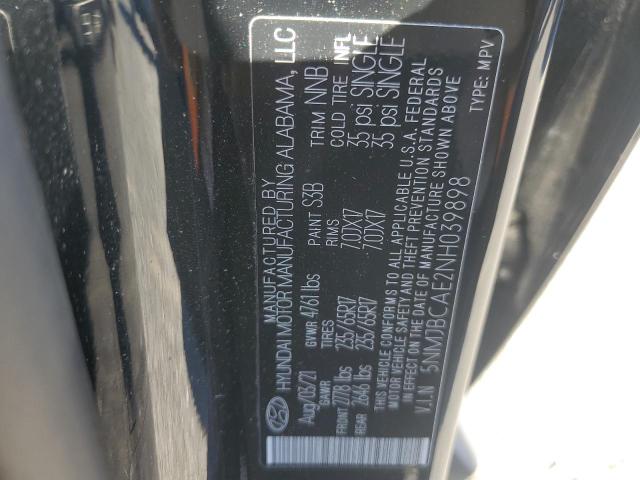 MANUFACTURED BY
HYUNDAI MOTOR MANUFACTURING ALABAMA, LLC
Aug/03/21 GVWR 4761 lbs PAINT S3B TRIM NNB
GAWR TIRES RIMS COLD TIRE INFL
FRONT 2778 lbs 235/65R17 7.0JX17 35 psi SINGLE
REAR 2646 lbs 235/65R17 7.0JX17 35 psi SINGLE
THIS VEHICLE CONFORMS TO ALL APPLICABLE U.S.A. FEDERAL
MOTOR VEHICLE SAFETY AND THEFT PREVENTION STANDARDS
IN EFFECT ON THE DATE OF MANUFACTURE SHOWN ABOVE
V.I.N 5NMJBCAE2NH039898 TYPE: MPV